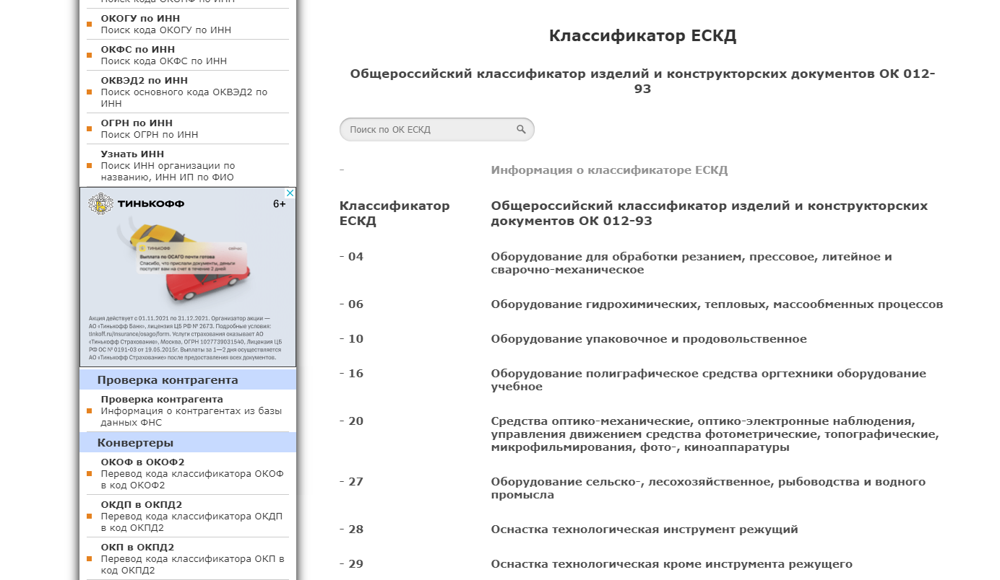 Поиск кода ОКОПФ по ИНН
ОКОГУ по ИНН
Поиск кода ОКОГУ по ИНН
ОКФС по ИНН
Поиск кода ОКФС по ИНН
ОКВЭД2 по ИНН
Поиск основного кода ОКВЭД2 по
ИНН
ОГРН по ИНН
Поиск ОГРН по ИНН
Узнать ИНН
Поиск ИНН организации по
названию, ИНН ИП по ФИО
ТИНЬКОФФ
6+
ТИНЬКОФФ
сейчас
Выплата по ОСАГО почти готова
Спасибо, что прислали документы, деньги
поступят вам на счет в течение 2 дней
Акция действует с 01.11.2021 по 31.12.2021. Организатор акции —
АО «Тинькофф Банк», лицензия ЦБ РФ № 2673. Подробные условия:
tinkoff.ru/insurance/osago/form. Услуги страхования оказывает АО
«Тинькофф Страхование», Москва, ОГРН 1027739031540, Лицензия ЦБ
РФ ОС № 0191-03 от 19.05.2015г. Выплаты за 1—2 дня осуществляется
АО «Тинькофф Страхование» после предоставления всех документов.
Проверка контрагента
Проверка контрагента
Информация о контрагентах из базы
данных ФНС
Конвертеры
ОКОФ в ОКОФ2
Перевод кода классификатора ОКОФ
в код ОКОФ2
ОКДП в ОКПД2
Перевод кода классификатора ОКДП
в код ОКПД2
ОКП в ОКПД2
Перевод кода классификатора ОКП в
код ОКПД2
Классификатор ЕСКД
Общероссийский классификатор изделий и конструкторских документов ОК 012-
93
Поиск по ОК ЕСКД
- Информация о классификаторе ЕСКД
Классификатор
ЕСКД
Общероссийский классификатор изделий и конструкторских
документов ОК 012-93
- 04 Оборудование для обработки резанием, прессовое, литейное и
сварочно-механическое
- 06 Оборудование гидрохимических, тепловых, массообменных процессов
- 10 Оборудование упаковочное и продовольственное
- 16 Оборудование полиграфическое средства оргтехники оборудование
учебное
- 20 Средства оптико-механические, оптико-электронные наблюдения,
управления движением средства фотометрические, топографические,
микрофильмирования, фото-, киноаппаратуры
- 27 Оборудование сельско-, лесохозяйственное, рыбоводства и водного
промысла
- 28 Оснастка технологическая инструмент режущий
- 29 Оснастка технологическая кроме инструмента режущего